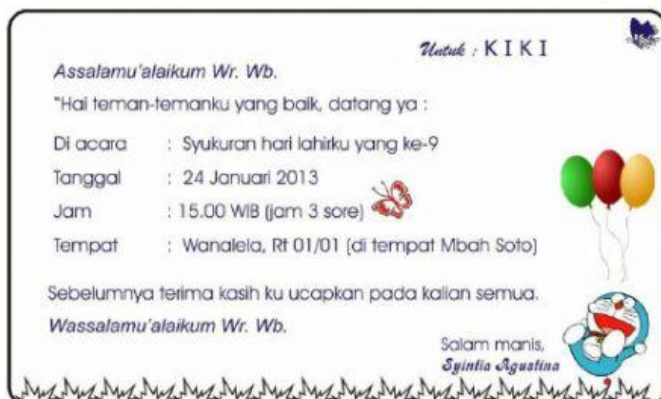 Untuk : K I K I
Assalamu'alaikum Wr. Wb.
"Hai teman-temanku yang baik, datang ya :
Di acara : Syukuran hari lahirku yang ke-9
Tanggal : 24 Januari 2013
Jam : 15.00 WIB (jam 3 sore)
Tempat : Wanalela, Rt 01/01 (di tempat Mbah Soto)
Sebelumnya terima kasih ku ucapkan pada kalian semua.
Wassalamu'alaikum Wr. Wb.
Salam manis,
Syintia Agustina